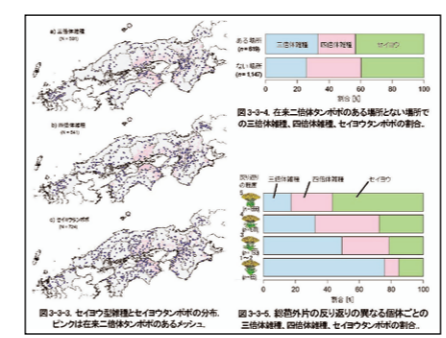 a) 三倍体雑種
b) 四倍体雑種
c) セイヨウタンポポ
図3-3-3. セイヨウ型雑種とセイヨウタンポポの分布.
ピンクは在来二倍体タンポポのあるメッシュ.
ある場所
三倍体雑種
四倍体雑種
セイヨウ
ない場所
(n = 1,147)
0
20
40
60
80
100
割合 [%]
図3-3-4. 在来二倍体タンポポのある場所とない場所で
の三倍体雑種、四倍体雑種、セイヨウタンポポの割合.
反り返り
の程度
三倍体雑種
四倍体雑種
セイヨウ
0
20
40
60
80
100
割合 [%]
図3-3-5. 総苞外片の反り返りの異なる個体ごとの
三倍体雑種、四倍体雑種、セイヨウタンポポの割合.